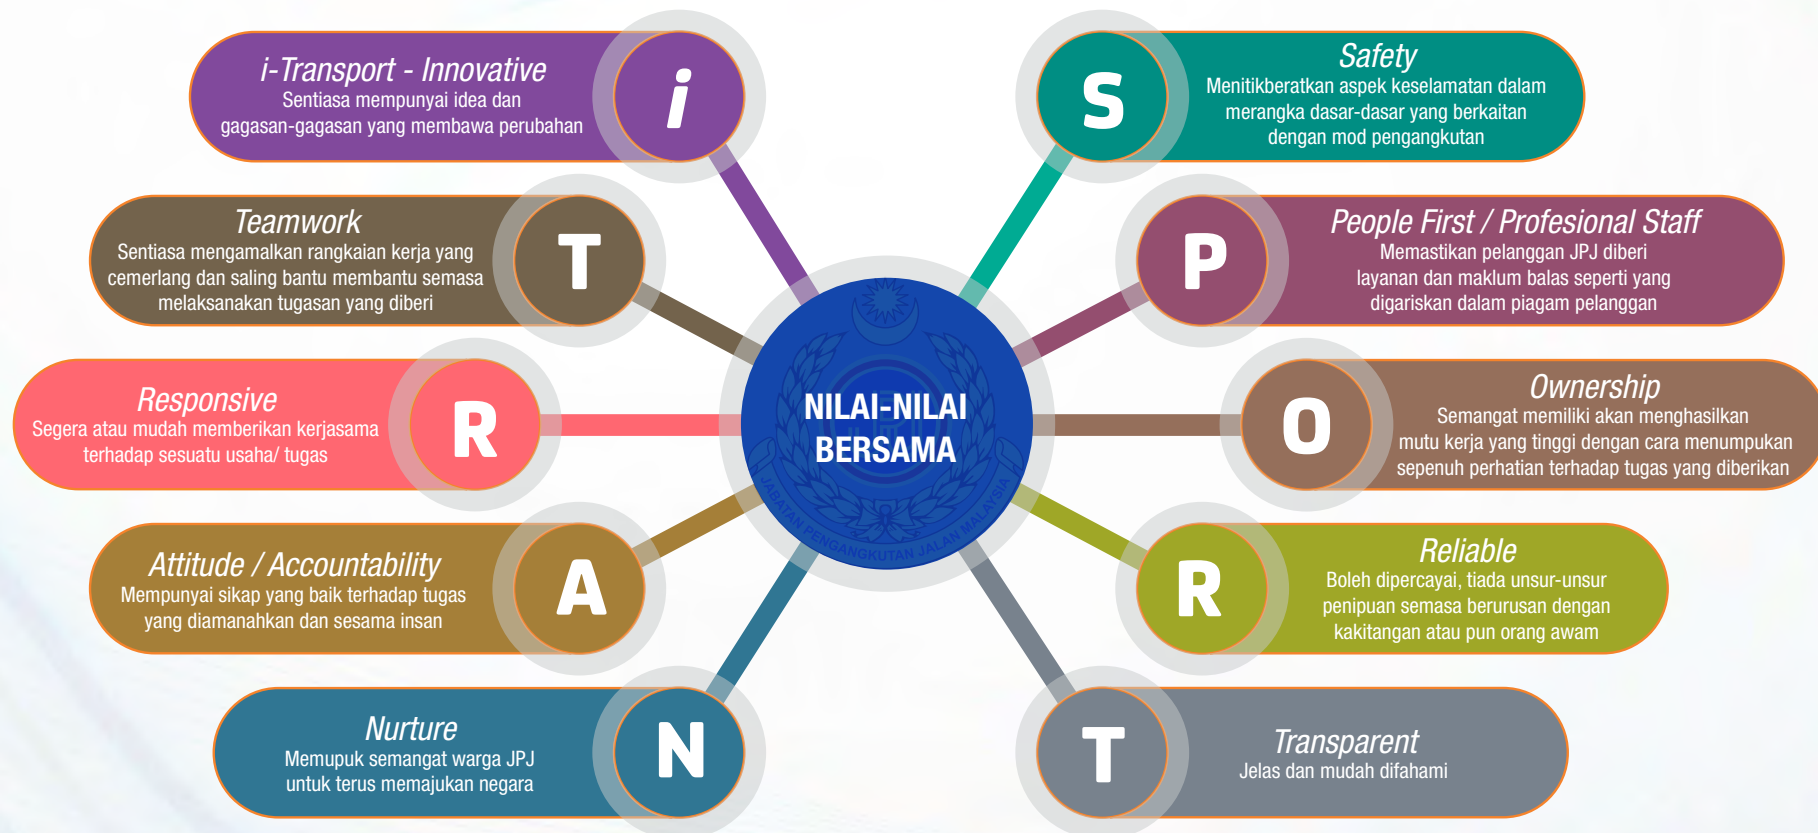 i-Transport - Innovative
Sentiasa mempunyai idea dan
gagasan-gagasan yang membawa perubahan
i
Teamwork
Sentiasa mengamalkan rangkaian kerja yang
cemerlang dan saling bantu membantu semasa
melaksanakan tugasan yang diberi
T
Responsive
Segera atau mudah memberikan kerjasama
terhadap sesuatu usaha/ tugas
R
Attitude / Accountability
Mempunyai sikap yang baik terhadap tugas
yang diamanahkan dan sesama insan
A
Nurture
Memupuk semangat warga JPJ
untuk terus memajukan negara
N
NILAI-NILAI
BERSAMA
JPJ
JABATAN PENGANGKUTAN JALAN MALAYSIA
S
Safety
Menitikberatkan aspek keselamatan dalam
merangka dasar-dasar yang berkaitan
dengan mod pengangkutan
P
People First / Profesional Staff
Memastikan pelanggan JPJ diberi
layanan dan maklum balas seperti yang
digariskan dalam piagam pelanggan
O
Ownership
Semangat memiliki akan menghasilkan
mutu kerja yang tinggi dengan cara menumpukan
sepenuh perhatian terhadap tugas yang diberikan
R
Reliable
Boleh dipercayai, tiada unsur-unsur
penipuan semasa berurusan dengan
kakitangan atau pun orang awam
T
Transparent
Jelas dan mudah difahami